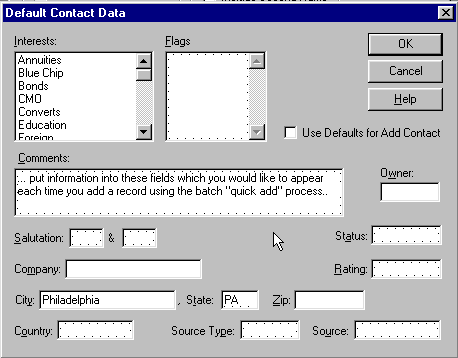 Default Contact Data
Interests:
Flags
OK
Annuities
Blue Chip
Bonds
CMO
Converts
Education
Foreign
Cancel
Help
Use Defaults for Add Contact
Comments:
... put information into these fields which you would like to appear
each time you add a record using the batch "quick add" process..
Owner:
Salutation: &
Status:
Company:
Rating:
City: Philadelphia , State: PA Zip:
Country: Source Type: Source: